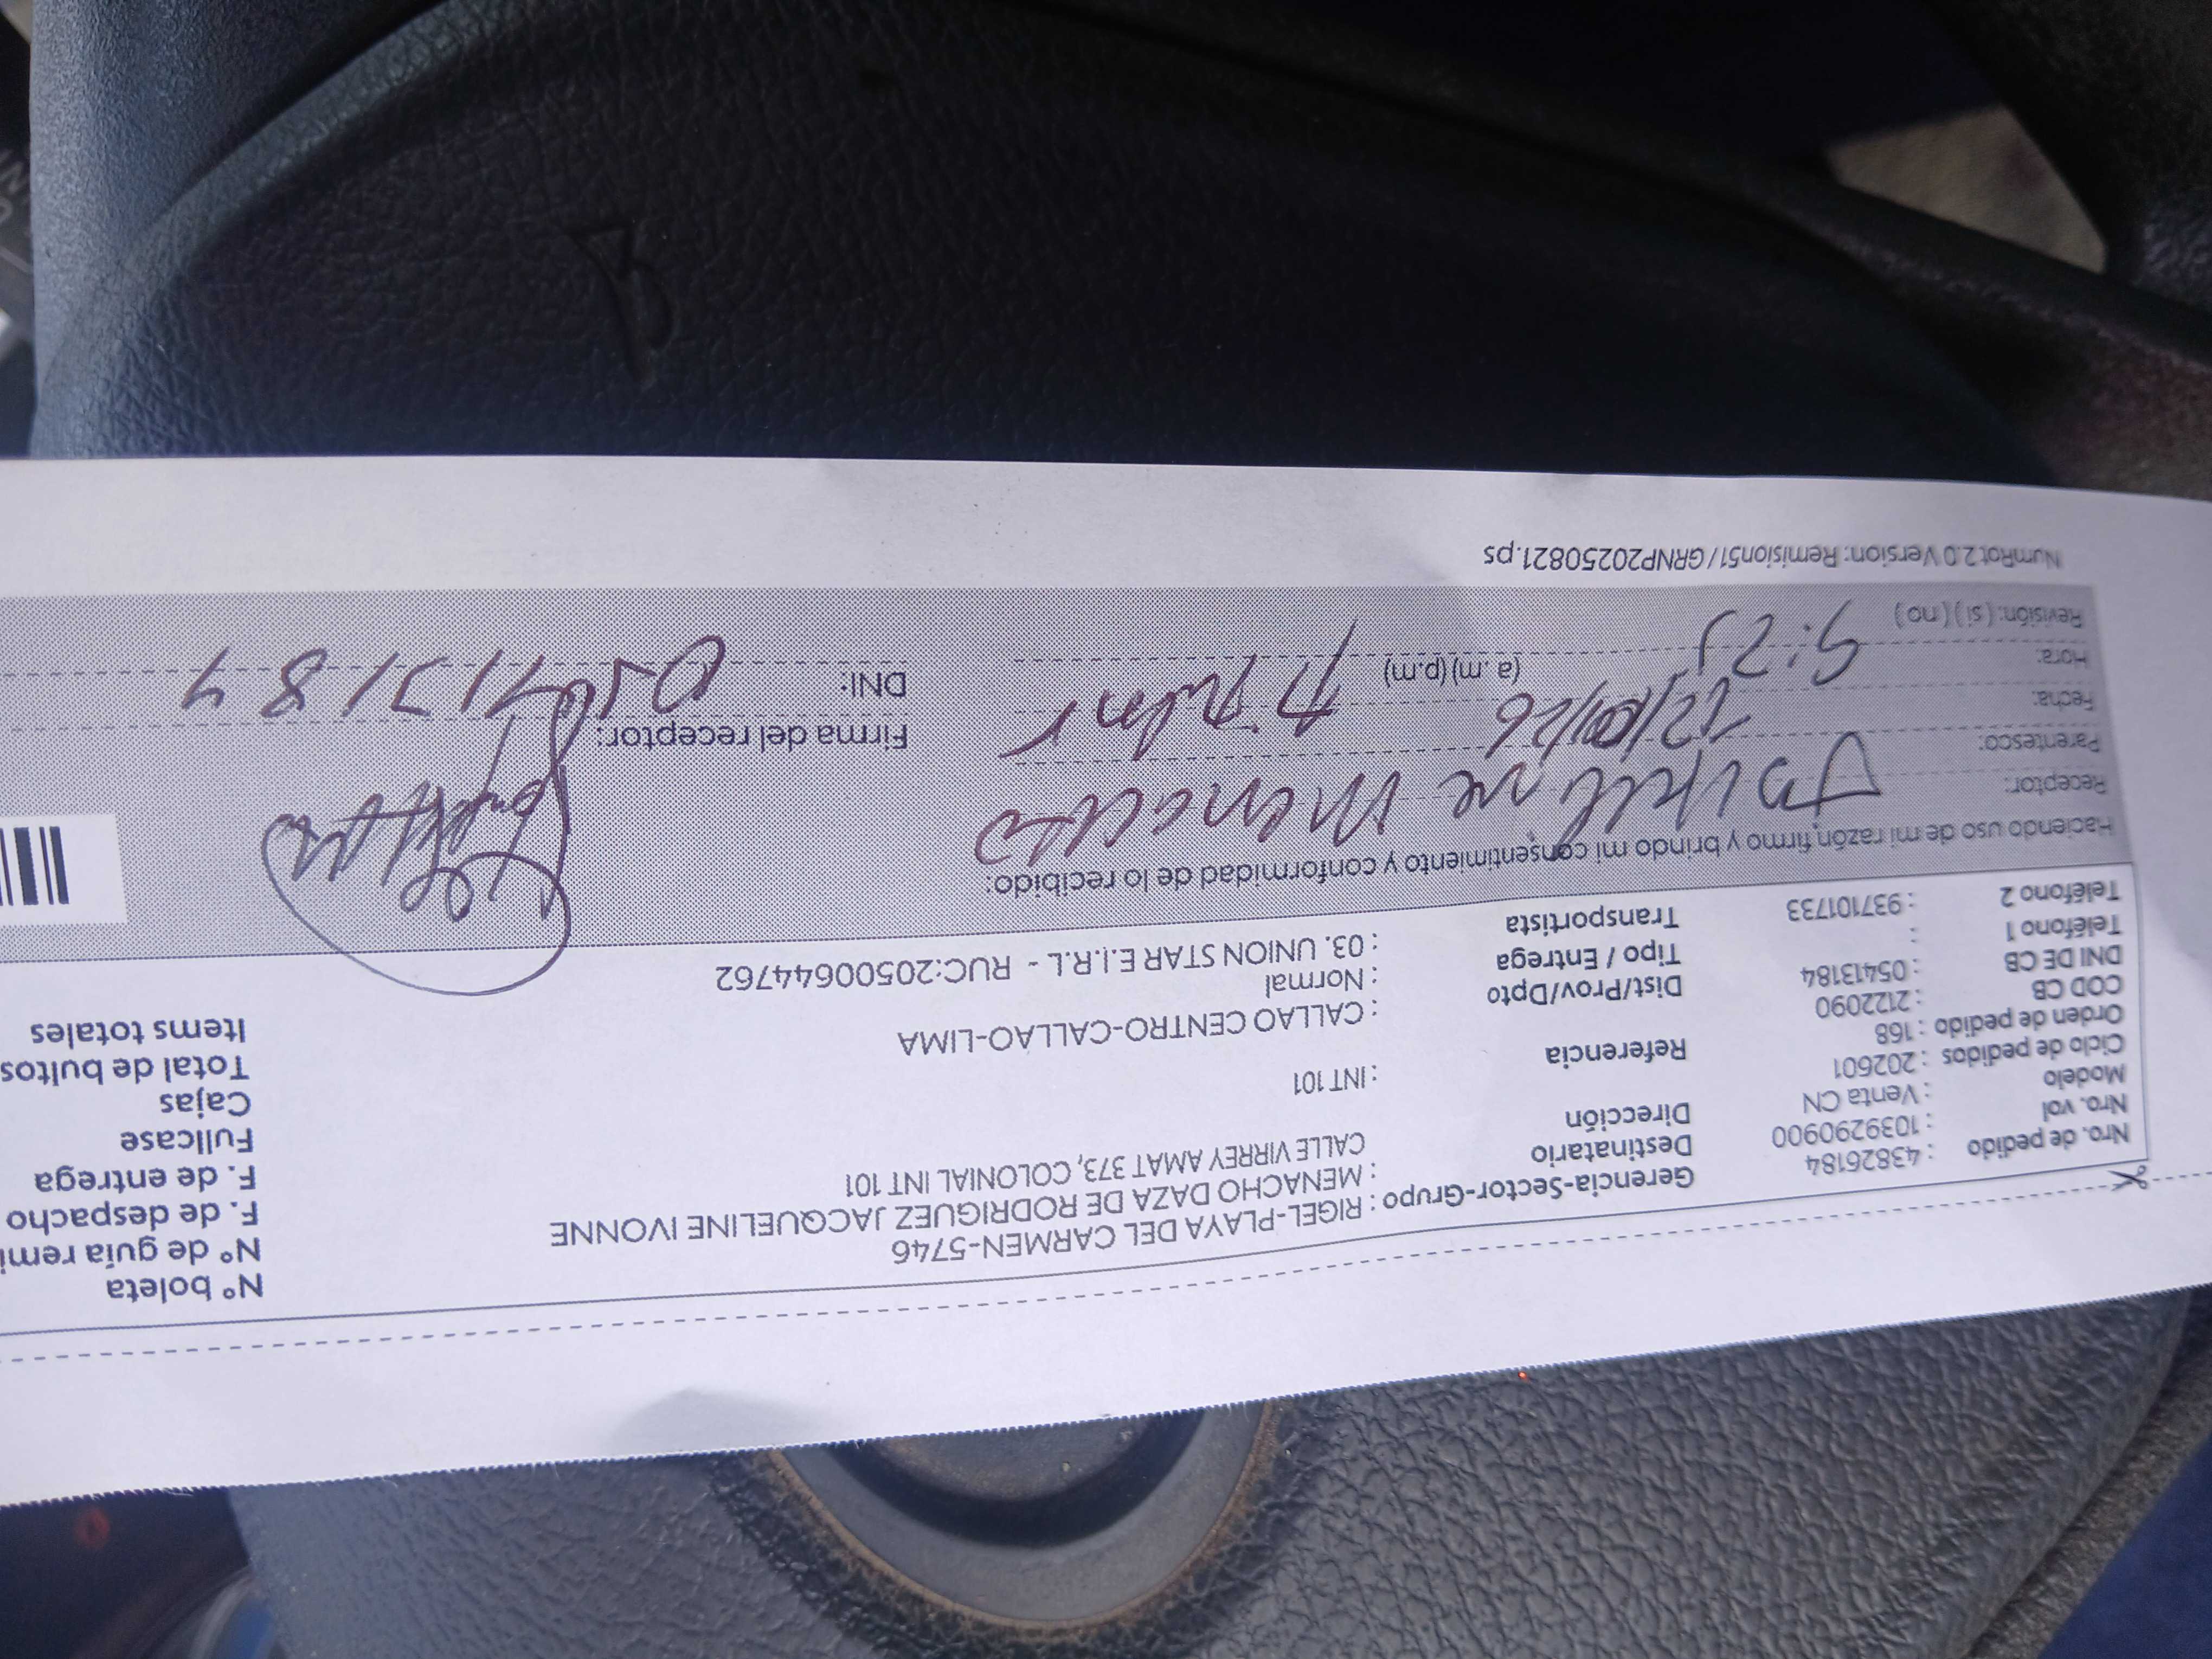 Nº boleta
Gerencia-Sector-Grupo : RIGEL-PLAYA DEL CARMEN-5746
Nº de guía remi
Nro. de pedido : 43826184
Destinatario : MENACHO DAZA DE RODRIGUEZ JACQUELINE IVONNE
F. de despacho
Nro. vol : 1039290900
Dirección CALLE VIRREY AMAT 373, COLONIAL INT 101
F. de entrega
Modelo : Venta CN
Fullcase
Ciclo de pedidos : 202601
Referencia : INT 101
Cajas
Orden de pedido : 168
Total de bultos
COD CB : 2122090
Dist/Prov/Dpto : CALLAO CENTRO-CALLAO-LIMA
Items totales
DNI DE CB : 05413184
Tipo / Entrega : Normal
Teléfono 1 :
Transportista : 03. UNION STAR E.I.R.L - RUC:20500644762
Teléfono 2 : 937101733
Haciendo uso de mi razón, firmo y brindo mi consentimiento y conformidad de lo recibido:
Receptor: Menacho
Parentesco:
Firma del receptor:
Fecha: 12/01/26
Hora: 9:25 (a. m) (p.m)
DNI:
Revisión: ( si ) ( no )
NumRot 2.0 Version: Remision51 / GRNP20250821.ps